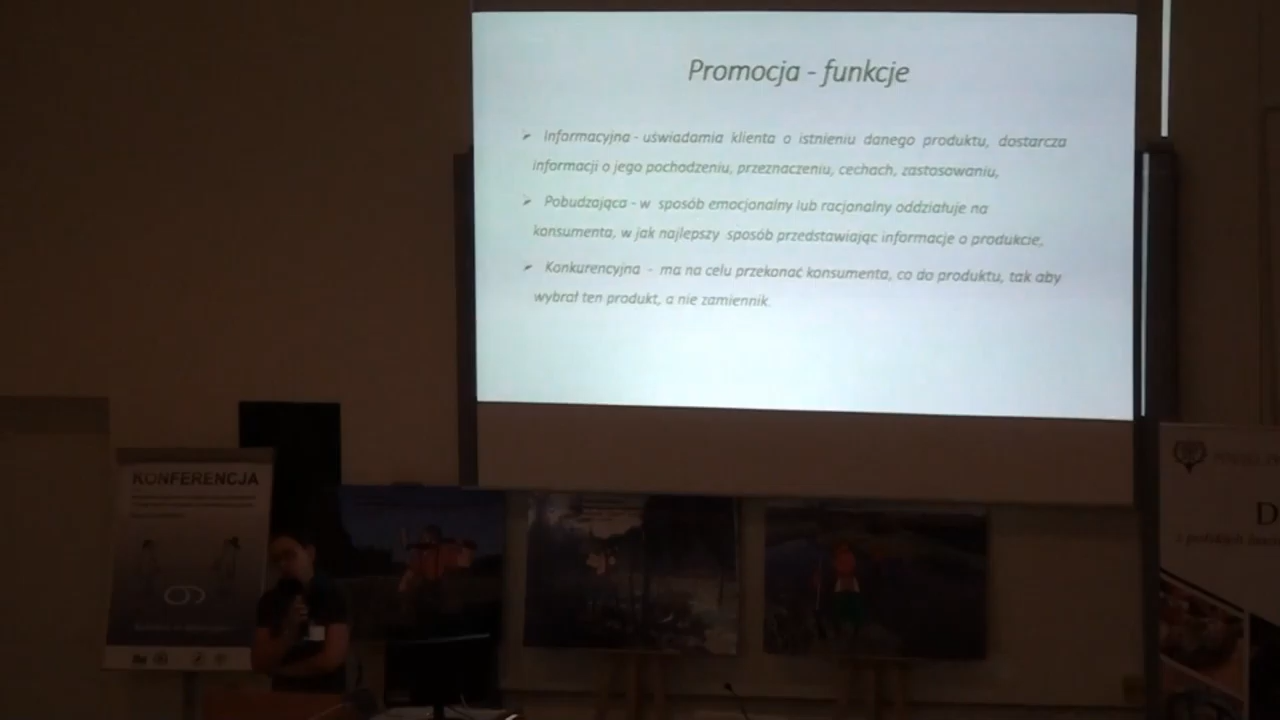 Promocja - funkcje
➢ Informacyjna - uświadamia klienta o istnieniu danego produktu, dostarcza
informacji o jego pochodzeniu, przeznaczeniu, cechach, zastosowaniu,
➢ Pobudzająca - w sposób emocjonalny lub racjonalny oddziałuje na
konsumenta, w jak najlepszy sposób przedstawiając informacje o produkcie,
➢ Konkurencyjna - ma na celu przekonać konsumenta, co do produktu, tak aby
wybrał ten produkt, a nie zamiennik.
KONFERENCJA
D